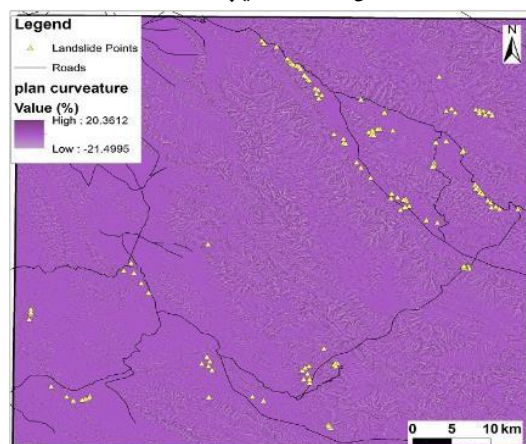 Legend
Landslide Points
Roads
plan curveature
Value (%)
High : 20.3612
Low : -21.4995
N
0 5 10 km